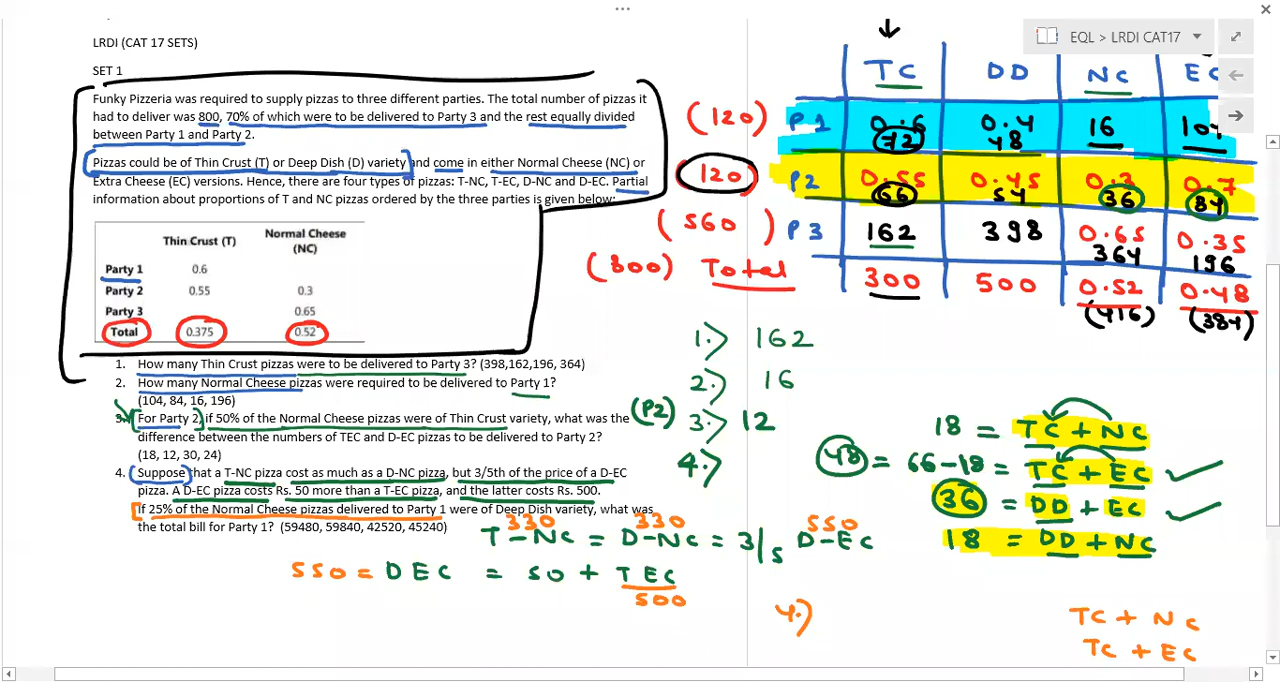 LRDI (CAT 17 SETS)
SET 1
Funky Pizzeria was required to supply pizzas to three different parties. The total number of pizzas it
had to deliver was 800, 70% of which were to be delivered to Party 3 and the rest equally divided
between Party 1 and Party 2.
Pizzas could be of Thin Crust (T) or Deep Dish (D) variety and come in either Normal Cheese (NC) or
Extra Cheese (EC) versions. Hence, there are four types of pizzas: T-NC, T-EC, D-NC and D-EC. Partial
information about proportions of T and NC pizzas ordered by the three parties is given below:
Thin Crust (T) Normal Cheese (NC)
Party 1 0.6
Party 2 0.55 0.3
Party 3 0.65
Total 0.375 0.52
1. How many Thin Crust pizzas were to be delivered to Party 3? (398,162,196, 364)
2. How many Normal Cheese pizzas were required to be delivered to Party 1?
(104, 84, 16, 196)
3. For Party 2, if 50% of the Normal Cheese pizzas were of Thin Crust variety, what was the
difference between the numbers of TEC and D-EC pizzas to be delivered to Party 2?
(18, 12, 30, 24)
4. Suppose that a T-NC pizza cost as much as a D-NC pizza, but 3/5th of the price of a D-EC
pizza. A D-EC pizza costs Rs. 50 more than a T-EC pizza, and the latter costs Rs. 500.
If 25% of the Normal Cheese pizzas delivered to Party 1 were of Deep Dish variety, what was
the total bill for Party 1? (59480, 59840, 42520, 45240)
330 330 550
T-NC = D-NC = 3/5 D-EC
550 = DEC = 50 + TEC
500
EQL > LRDI CAT17
TC DD NC EC
(120) P1 0.6 0.4 16 104
72 48
(120) P2 0.55 0.45 0.3 0.7
66 54 36 84
(560) P3 162 398 0.65 0.35
364 196
(800) Total 300 500 0.52 0.48
(416) (384)
1.> 162
2.> 16
(P2) 3.> 12
4.>
18 = TC + NC
48 = 66-18 = TC + EC
36 = DD + EC
18 = DD + NC
4.)
TC + NC
TC + EC